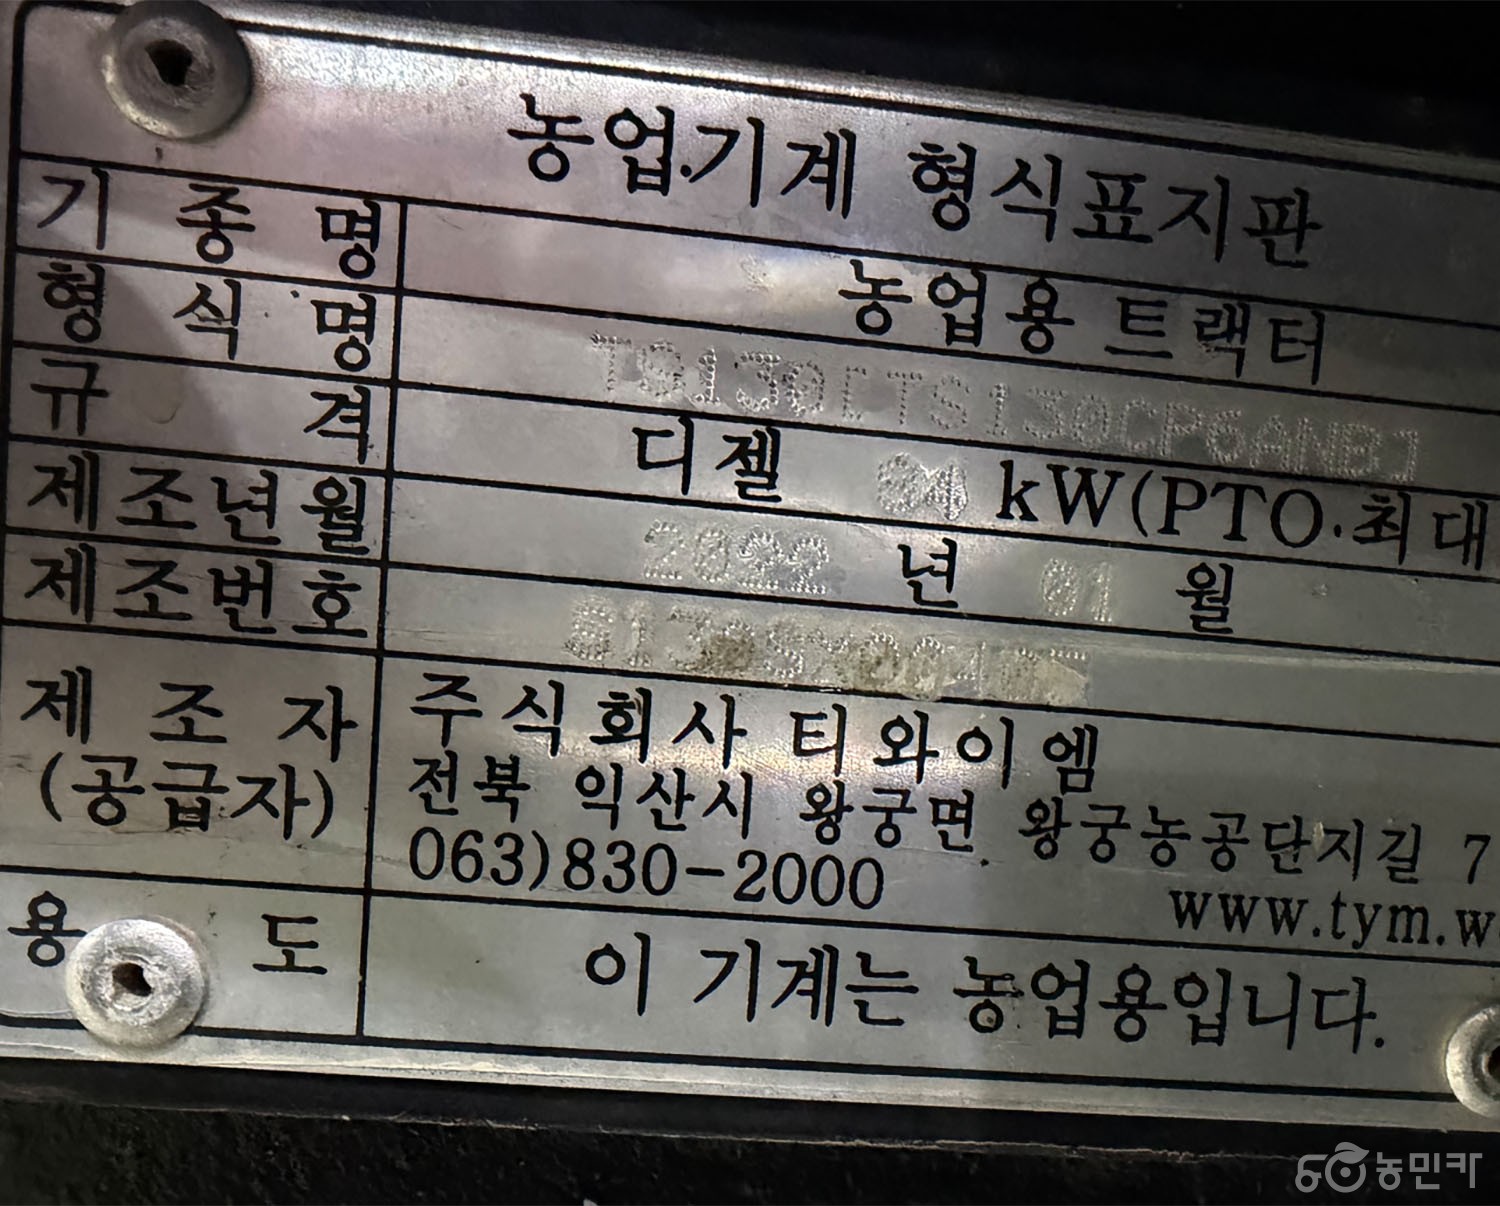 농업기계 형식표지판
기종명 농업용 트랙터
형식명 TS130[TS130CP6ANB1
규격 디젤 kW(PTO.최대
제조년월 2022 년 01 월
제조번호
제조자 주식회사 티와이엠
(공급자) 전북 익산시 왕궁면 왕궁농공단지길 7
063)830-2000
www.tym.w
용도 이 기계는 농업용입니다.
농민카